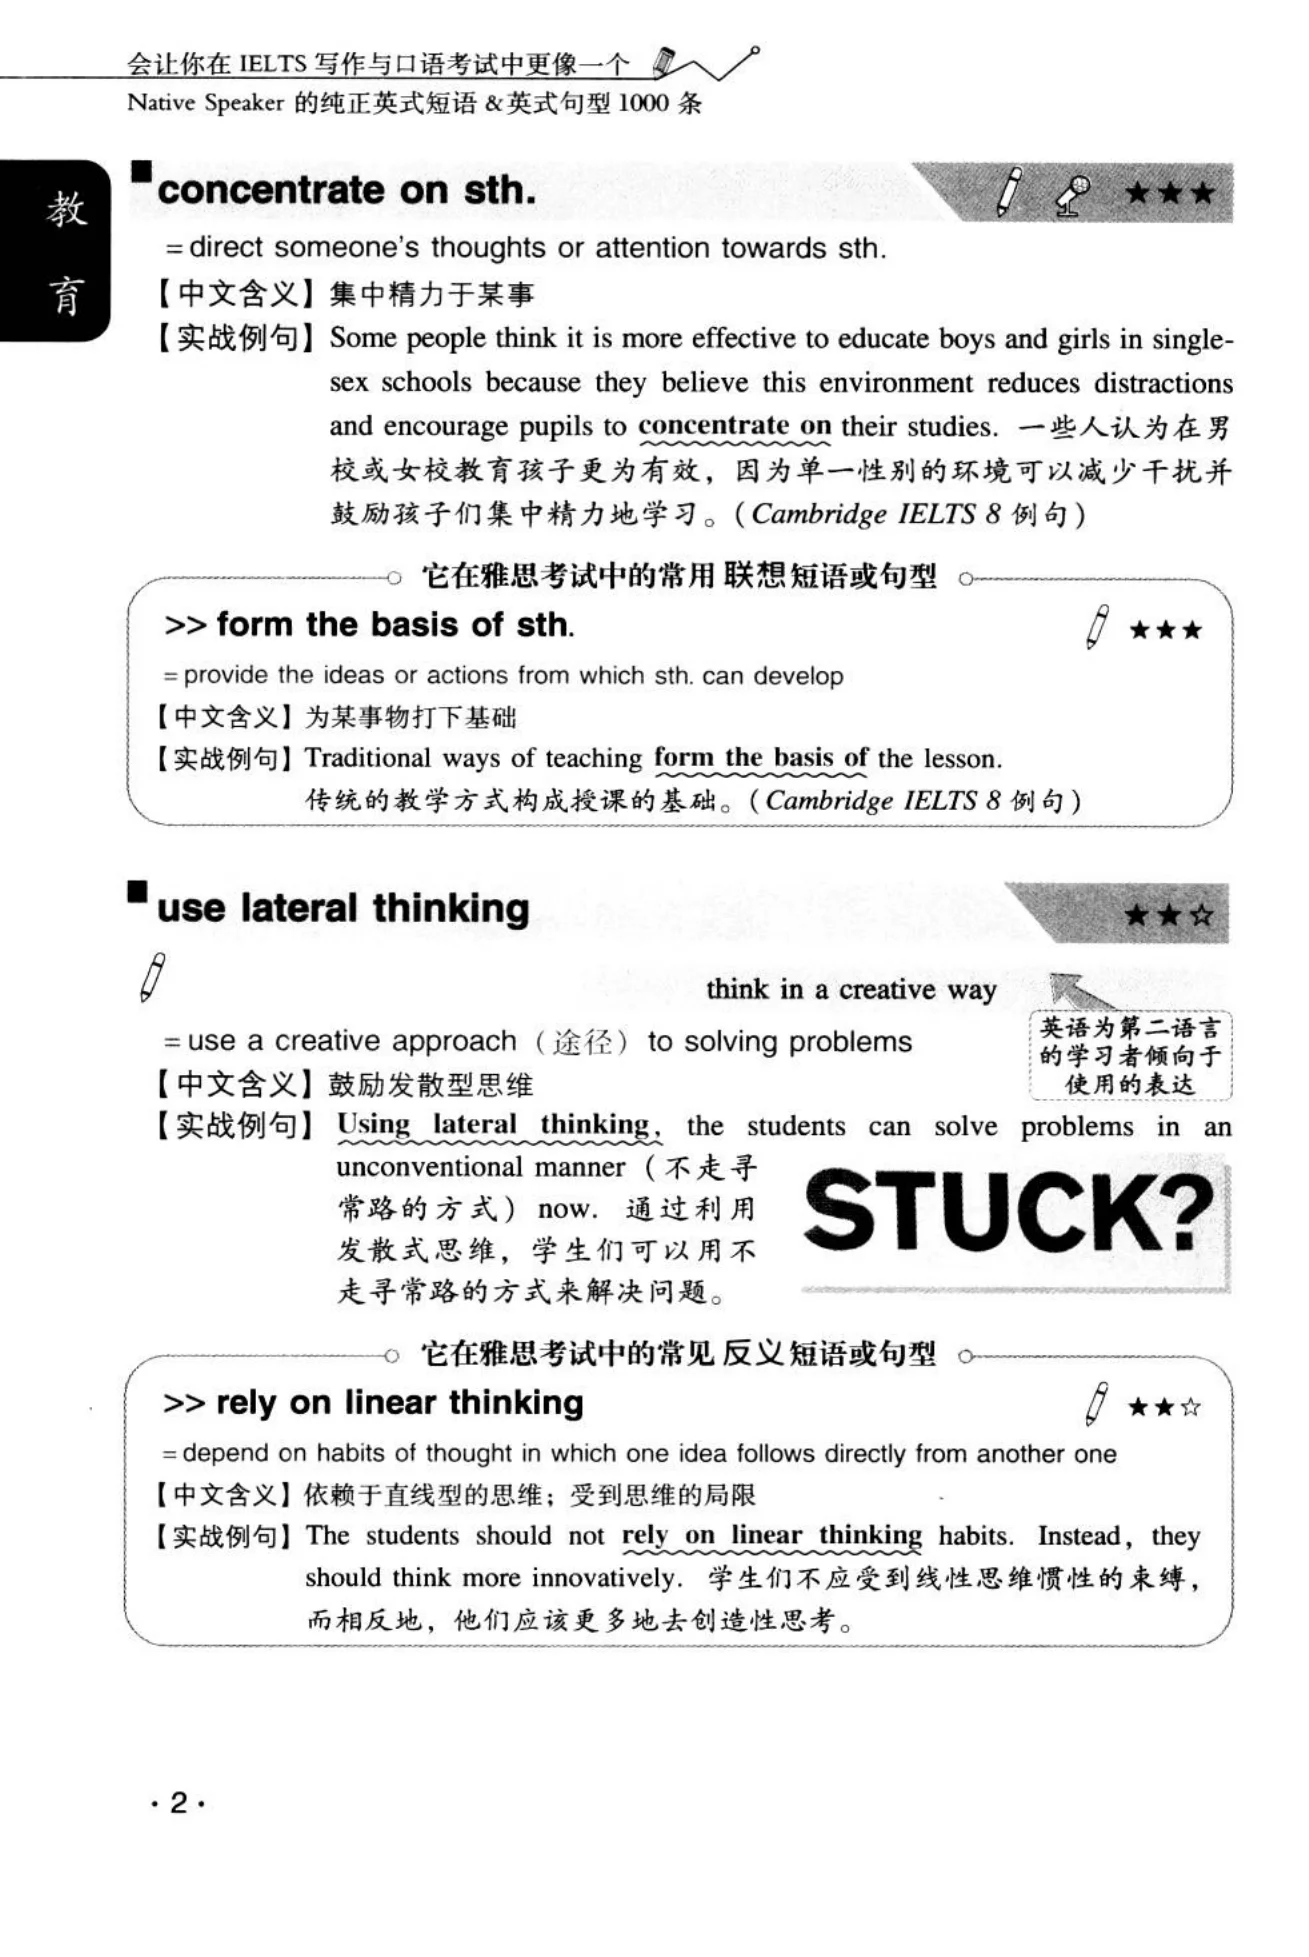 会让你在 IELTS 写作与口语考试中更像一个
Native Speaker 的纯正英式短语 & 英式句型 1000 条
教
育
■concentrate on sth. ★★★
= direct someone's thoughts or attention towards sth.
【中文含义】集中精力于某事
【实战例句】Some people think it is more effective to educate boys and girls in single-
sex schools because they believe this environment reduces distractions
and encourage pupils to concentrate on their studies. 一些人认为在男
校或女校教育孩子更为有效，因为单一性别的环境可以减少干扰并
鼓励孩子们集中精力地学习。（Cambridge IELTS 8 例句）
它在雅思考试中的常用联想短语或句型
>> form the basis of sth. ★★★
= provide the ideas or actions from which sth. can develop
【中文含义】为某事物打下基础
【实战例句】Traditional ways of teaching form the basis of the lesson.
传统的教学方式构成授课的基础。（Cambridge IELTS 8 例句）
■use lateral thinking ★★☆
think in a creative way
英语为第二语言
的学习者倾向于
使用的表达
= use a creative approach（途径）to solving problems
【中文含义】鼓励发散型思维
【实战例句】Using lateral thinking, the students can solve problems in an
unconventional manner（不走寻
常路的方式）now. 通过利用
发散式思维，学生们可以用不
走寻常路的方式来解决问题。
STUCK?
它在雅思考试中的常见反义短语或句型
>> rely on linear thinking ★★☆
= depend on habits of thought in which one idea follows directly from another one
【中文含义】依赖于直线型的思维；受到思维的局限
【实战例句】The students should not rely on linear thinking habits. Instead, they
should think more innovatively. 学生们不应受到线性思维惯性的束缚，
而相反地，他们应该更多地去创造性思考。
· 2 ·